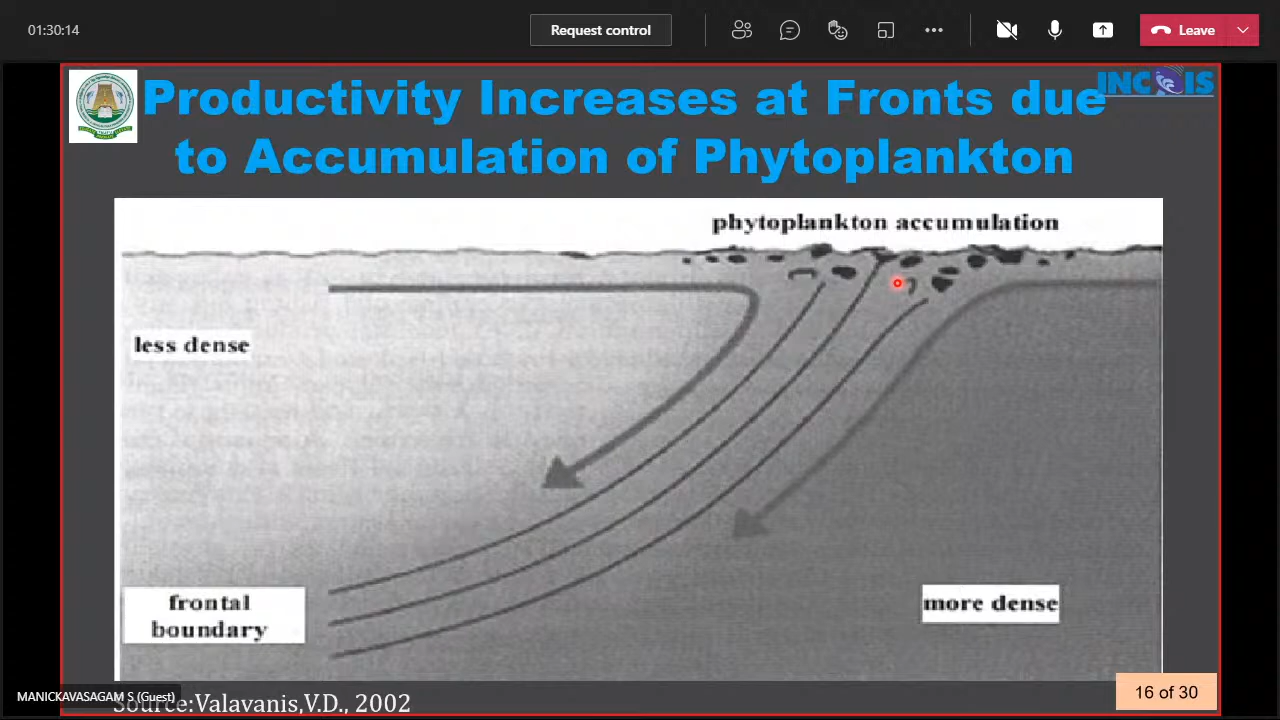 01:30:14
Request control
Leave
INCOIS
Productivity Increases at Fronts due
to Accumulation of Phytoplankton
phytoplankton accumulation
less dense
frontal
boundary
more dense
MANICKAVASAGAM S (Guest)
Source:Valavanis,V.D., 2002
16 of 30